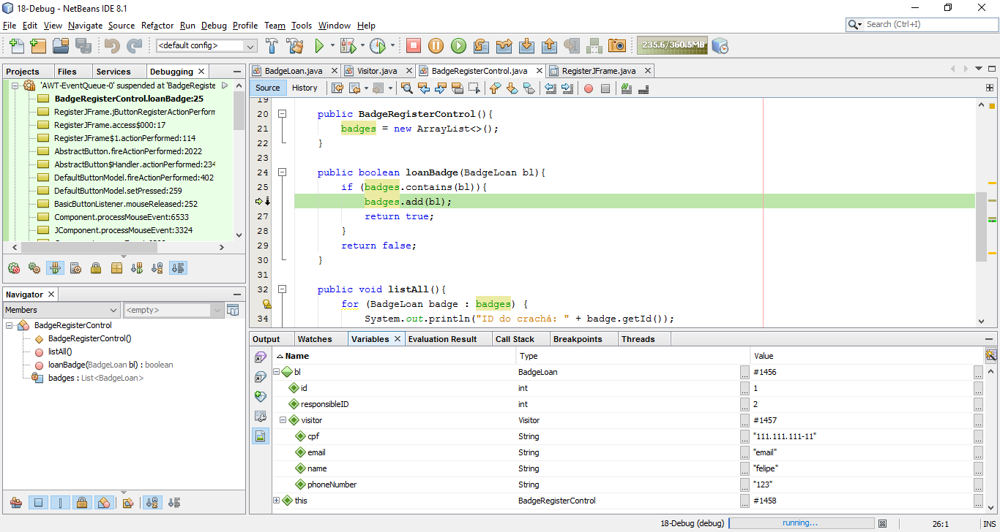 18-Debug - NetBeans IDE 8.1
File Edit View Navigate Source Refactor Run Debug Profile Team Tools Window Help
Search (Ctrl+I)
<default config>
235.6/360.5MB
Projects Files Services Debugging
BadgeLoan.java Visitor.java BadgeRegisterControl.java RegisterJFrame.java
Source History
'AWT-EventQueue-0' suspended at 'BadgeRegiste
BadgeRegisterControl.loanBadge:25
RegisterJFrame.jButtonRegisterActionPerform
RegisterJFrame.access$000:17
RegisterJFrame$1.actionPerformed:114
AbstractButton.fireActionPerformed:2022
AbstractButton$Handler.actionPerformed:234
DefaultButtonModel.fireActionPerformed:402
DefaultButtonModel.setPressed:259
BasicButtonListener.mouseReleased:252
Component.processMouseEvent:6533
JComponent.processMouseEvent:3324
19
20 public BadgeRegisterControl(){
21 badges = new ArrayList<>();
22 }
23
24 public boolean loanBadge(BadgeLoan bl){
25 if (badges.contains(bl)){
badges.add(bl);
27 return true;
28 }
29 return false;
30 }
31
32 public void listAll(){
for (BadgeLoan badge : badges) {
34 System.out.println("ID do crachá: " + badge.getId());
Navigator
Members <empty>
BadgeRegisterControl
BadgeRegisterControl()
listAll()
loanBadge(BadgeLoan bl) : boolean
badges : List<BadgeLoan>
Output Watches Variables Evaluation Result Call Stack Breakpoints Threads
Name Type Value
bl BadgeLoan ... #1456 ...
id int ... 1 ...
responsibleID int ... 2 ...
visitor Visitor ... #1457 ...
cpf String ... "111.111.111-11" ...
email String ... "email" ...
name String ... "felipe" ...
phoneNumber String ... "123" ...
this BadgeRegisterControl ... #1458 ...
18-Debug (debug) running... 26:1 INS